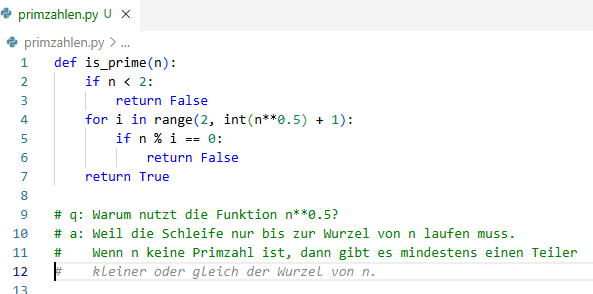 primzahlen.py U ×
primzahlen.py > ...
1 def is_prime(n):
2     if n < 2:
3         return False
4     for i in range(2, int(n**0.5) + 1):
5         if n % i == 0:
6             return False
7     return True
8
9 # q: Warum nutzt die Funktion n**0.5?
10 # a: Weil die Schleife nur bis zur Wurzel von n laufen muss.
11 #    Wenn n keine Primzahl ist, dann gibt es mindestens einen Teiler
12 #    kleiner oder gleich der Wurzel von n.
13